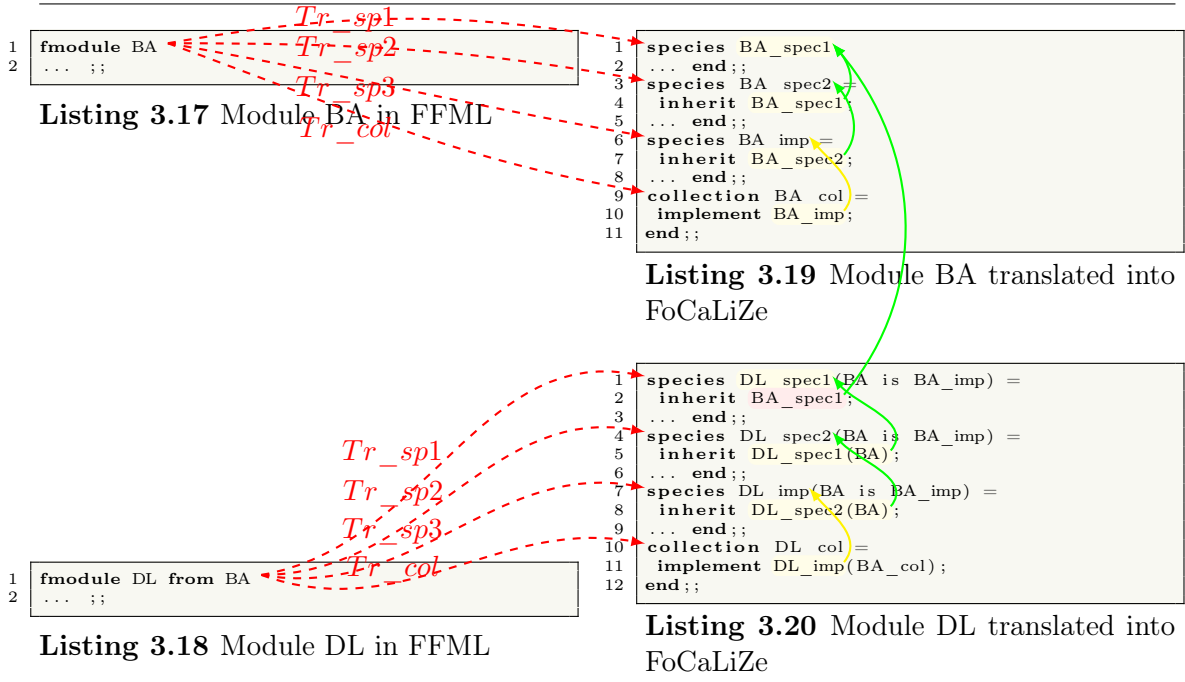 1 fmodule BA
2 ... ;;
Listing 3.17 Module BA in FFML
Tr_sp1
Tr_sp2
Tr_sp3
Tr_col
1 species BA_spec1
2 ... end;;
3 species BA_spec2 =
4 inherit BA_spec1;
5 ... end;;
6 species BA_imp =
7 inherit BA_spec2;
8 ... end;;
9 collection BA_col =
10 implement BA_imp;
11 end;;
Listing 3.19 Module BA translated into
FoCaLiZe
Tr_sp1
Tr_sp2
Tr_sp3
Tr_col
1 fmodule DL from BA
2 ... ;;
Listing 3.18 Module DL in FFML
1 species DL_spec1(BA is BA_imp) =
2 inherit BA_spec1;
3 ... end;;
4 species DL_spec2(BA is BA_imp) =
5 inherit DL_spec1(BA);
6 ... end;;
7 species DL_imp(BA is BA_imp) =
8 inherit DL_spec2(BA);
9 ... end;;
10 collection DL_col =
11 implement DL_imp(BA_col);
12 end;;
Listing 3.20 Module DL translated into
FoCaLiZe